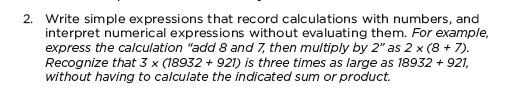 2. Write simple expressions that record calculations with numbers, and
interpret numerical expressions without evaluating them. For example,
express the calculation “add 8 and 7, then multiply by 2” as 2 × (8 + 7).
Recognize that 3 × (18932 + 921) is three times as large as 18932 + 921,
without having to calculate the indicated sum or product.